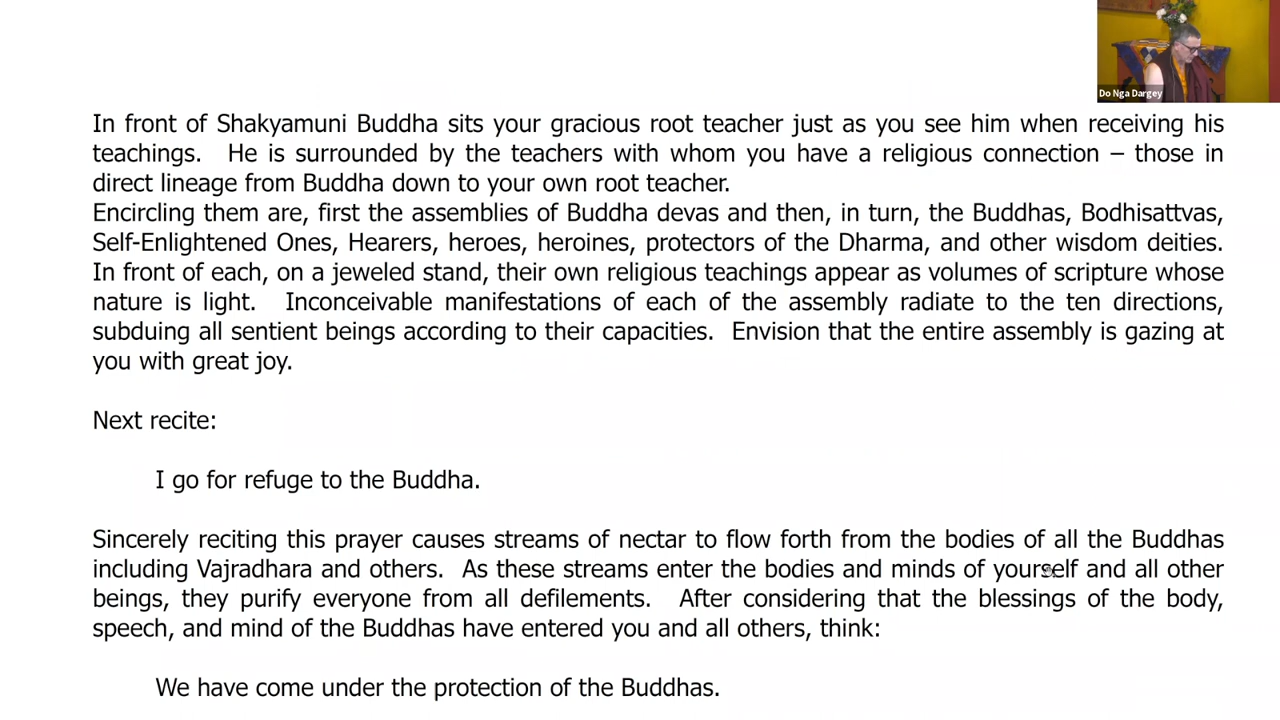 Do Nga Dargey
In front of Shakyamuni Buddha sits your gracious root teacher just as you see him when receiving his
teachings. He is surrounded by the teachers with whom you have a religious connection – those in
direct lineage from Buddha down to your own root teacher.
Encircling them are, first the assemblies of Buddha devas and then, in turn, the Buddhas, Bodhisattvas,
Self-Enlightened Ones, Hearers, heroes, heroines, protectors of the Dharma, and other wisdom deities.
In front of each, on a jeweled stand, their own religious teachings appear as volumes of scripture whose
nature is light. Inconceivable manifestations of each of the assembly radiate to the ten directions,
subduing all sentient beings according to their capacities. Envision that the entire assembly is gazing at
you with great joy.
Next recite:
I go for refuge to the Buddha.
Sincerely reciting this prayer causes streams of nectar to flow forth from the bodies of all the Buddhas
including Vajradhara and others. As these streams enter the bodies and minds of yourself and all other
beings, they purify everyone from all defilements. After considering that the blessings of the body,
speech, and mind of the Buddhas have entered you and all others, think:
We have come under the protection of the Buddhas.